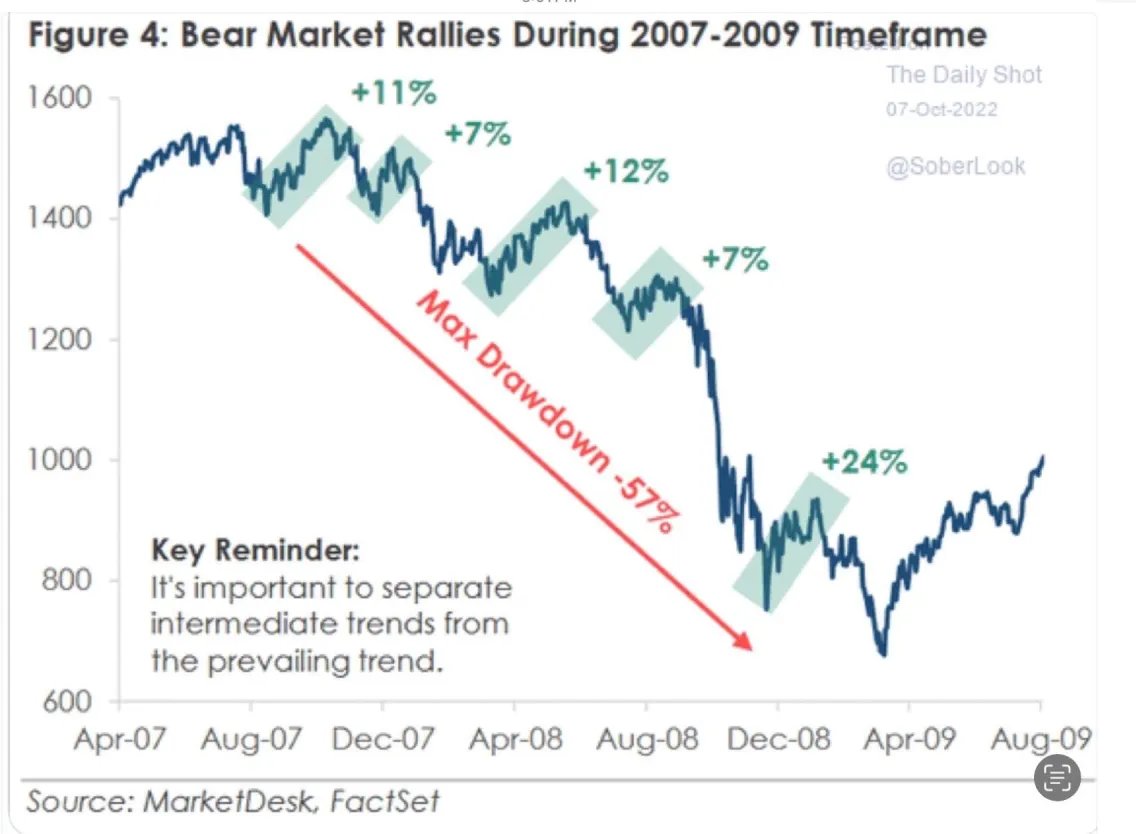 Figure 4: Bear Market Rallies During 2007-2009 Timeframe
Posted on
The Daily Shot
07-Oct-2022
@SoberLook
1600
1400
1200
1000
800
600
+11%
+7%
+12%
+7%
+24%
Max Drawdown -57%
Key Reminder:
It's important to separate
intermediate trends from
the prevailing trend.
Apr-07 Aug-07 Dec-07 Apr-08 Aug-08 Dec-08 Apr-09 Aug-09
Source: MarketDesk, FactSet